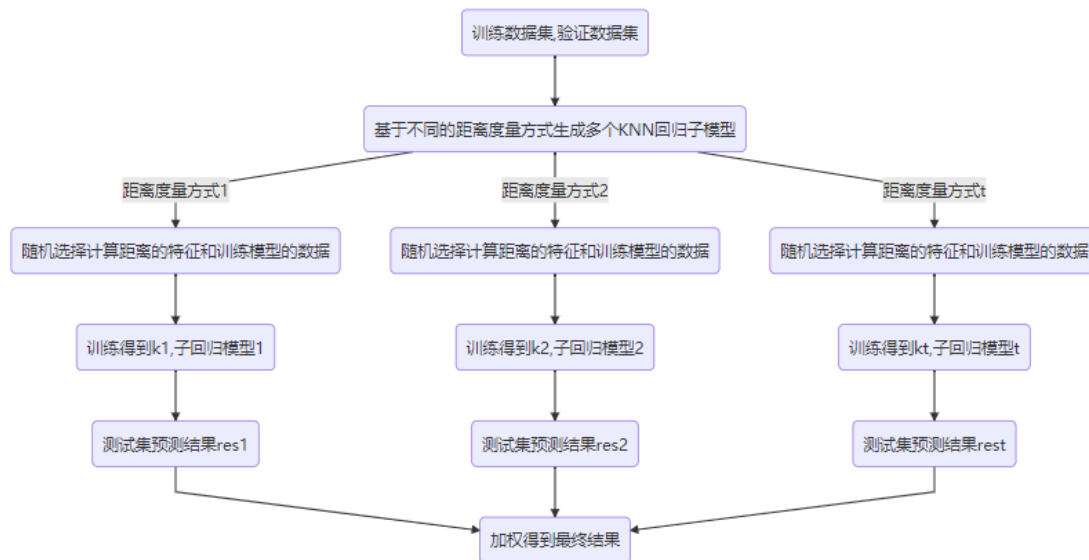 训练数据集,验证数据集
基于不同的距离度量方式生成多个KNN回归子模型
距离度量方式1
距离度量方式2
距离度量方式t
随机选择计算距离的特征和训练模型的数据
随机选择计算距离的特征和训练模型的数据
随机选择计算距离的特征和训练模型的数据
训练得到k1,子回归模型1
训练得到k2,子回归模型2
训练得到kt,子回归模型t
测试集预测结果res1
测试集预测结果res2
测试集预测结果rest
加权得到最终结果